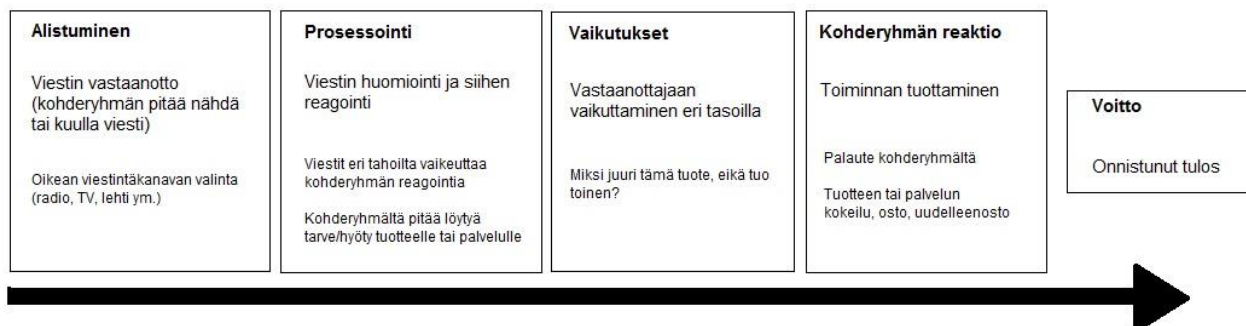 Alistuminen
Viestin vastaanotto
(kohderyhmän pitää nähdä
tai kuulla viesti)
Oikean viestintäkanavan valinta
(radio, TV, lehti ym.)
Prosessointi
Viestin huomiointi ja siihen
reagointi
Viestit eri tahoilta vaikeuttaa
kohderyhmän reagointia
Kohderyhmältä pitää löytyä
tarve/hyöty tuotteelle tai palvelulle
Vaikutukset
Vastaanottajaan
vaikuttaminen eri tasoilla
Miksi juuri tämä tuote, eikä tuo
toinen?
Kohderyhmän reaktio
Toiminnan tuottaminen
Palaute kohderyhmältä
Tuotteen tai palvelun
kokeilu, osto, uudelleenosto
Voitto
Onnistunut tulos